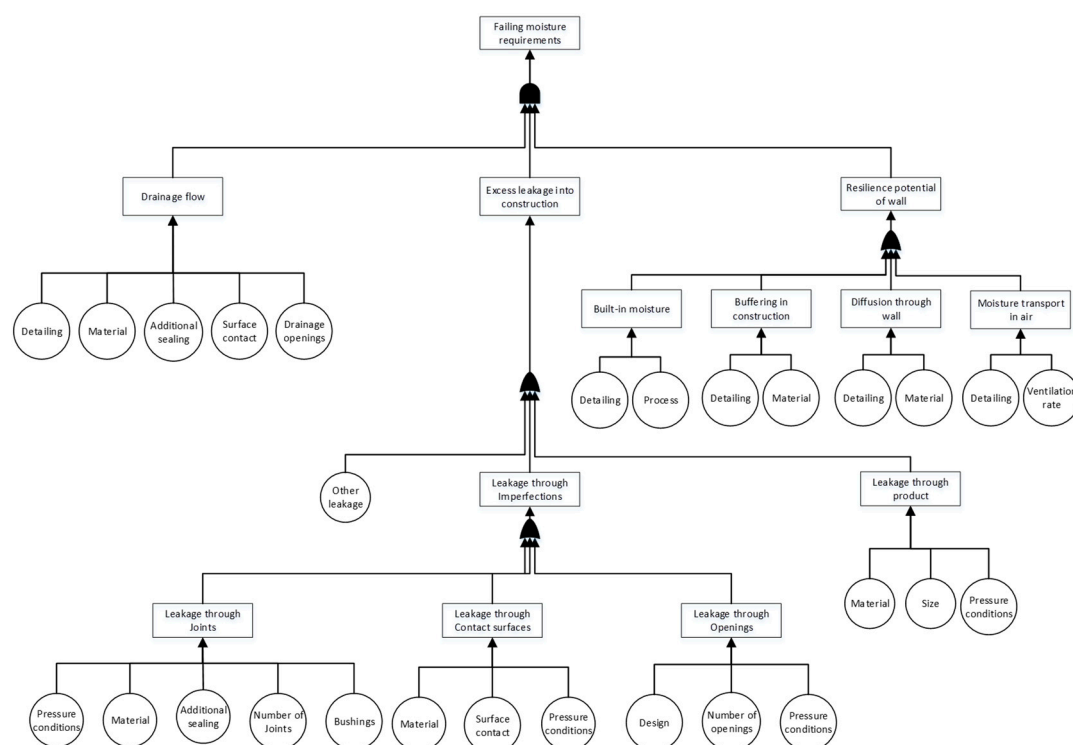 Failing moisture
requirements
Drainage flow
Excess leakage into
construction
Resilience potential
of wall
Built-in moisture
Buffering in
construction
Diffusion through
wall
Moisture transport
in air
Detailing
Material
Additional
sealing
Surface
contact
Drainage
openings
Detailing
Process
Detailing
Material
Detailing
Material
Detailing
Ventilation
rate
Other
leakage
Leakage through
Imperfections
Leakage through
product
Material
Size
Pressure
conditions
Leakage through
Joints
Leakage through
Contact surfaces
Leakage through
Openings
Pressure
conditions
Material
Additional
sealing
Number of
Joints
Bushings
Material
Surface
contact
Pressure
conditions
Design
Number of
openings
Pressure
conditions